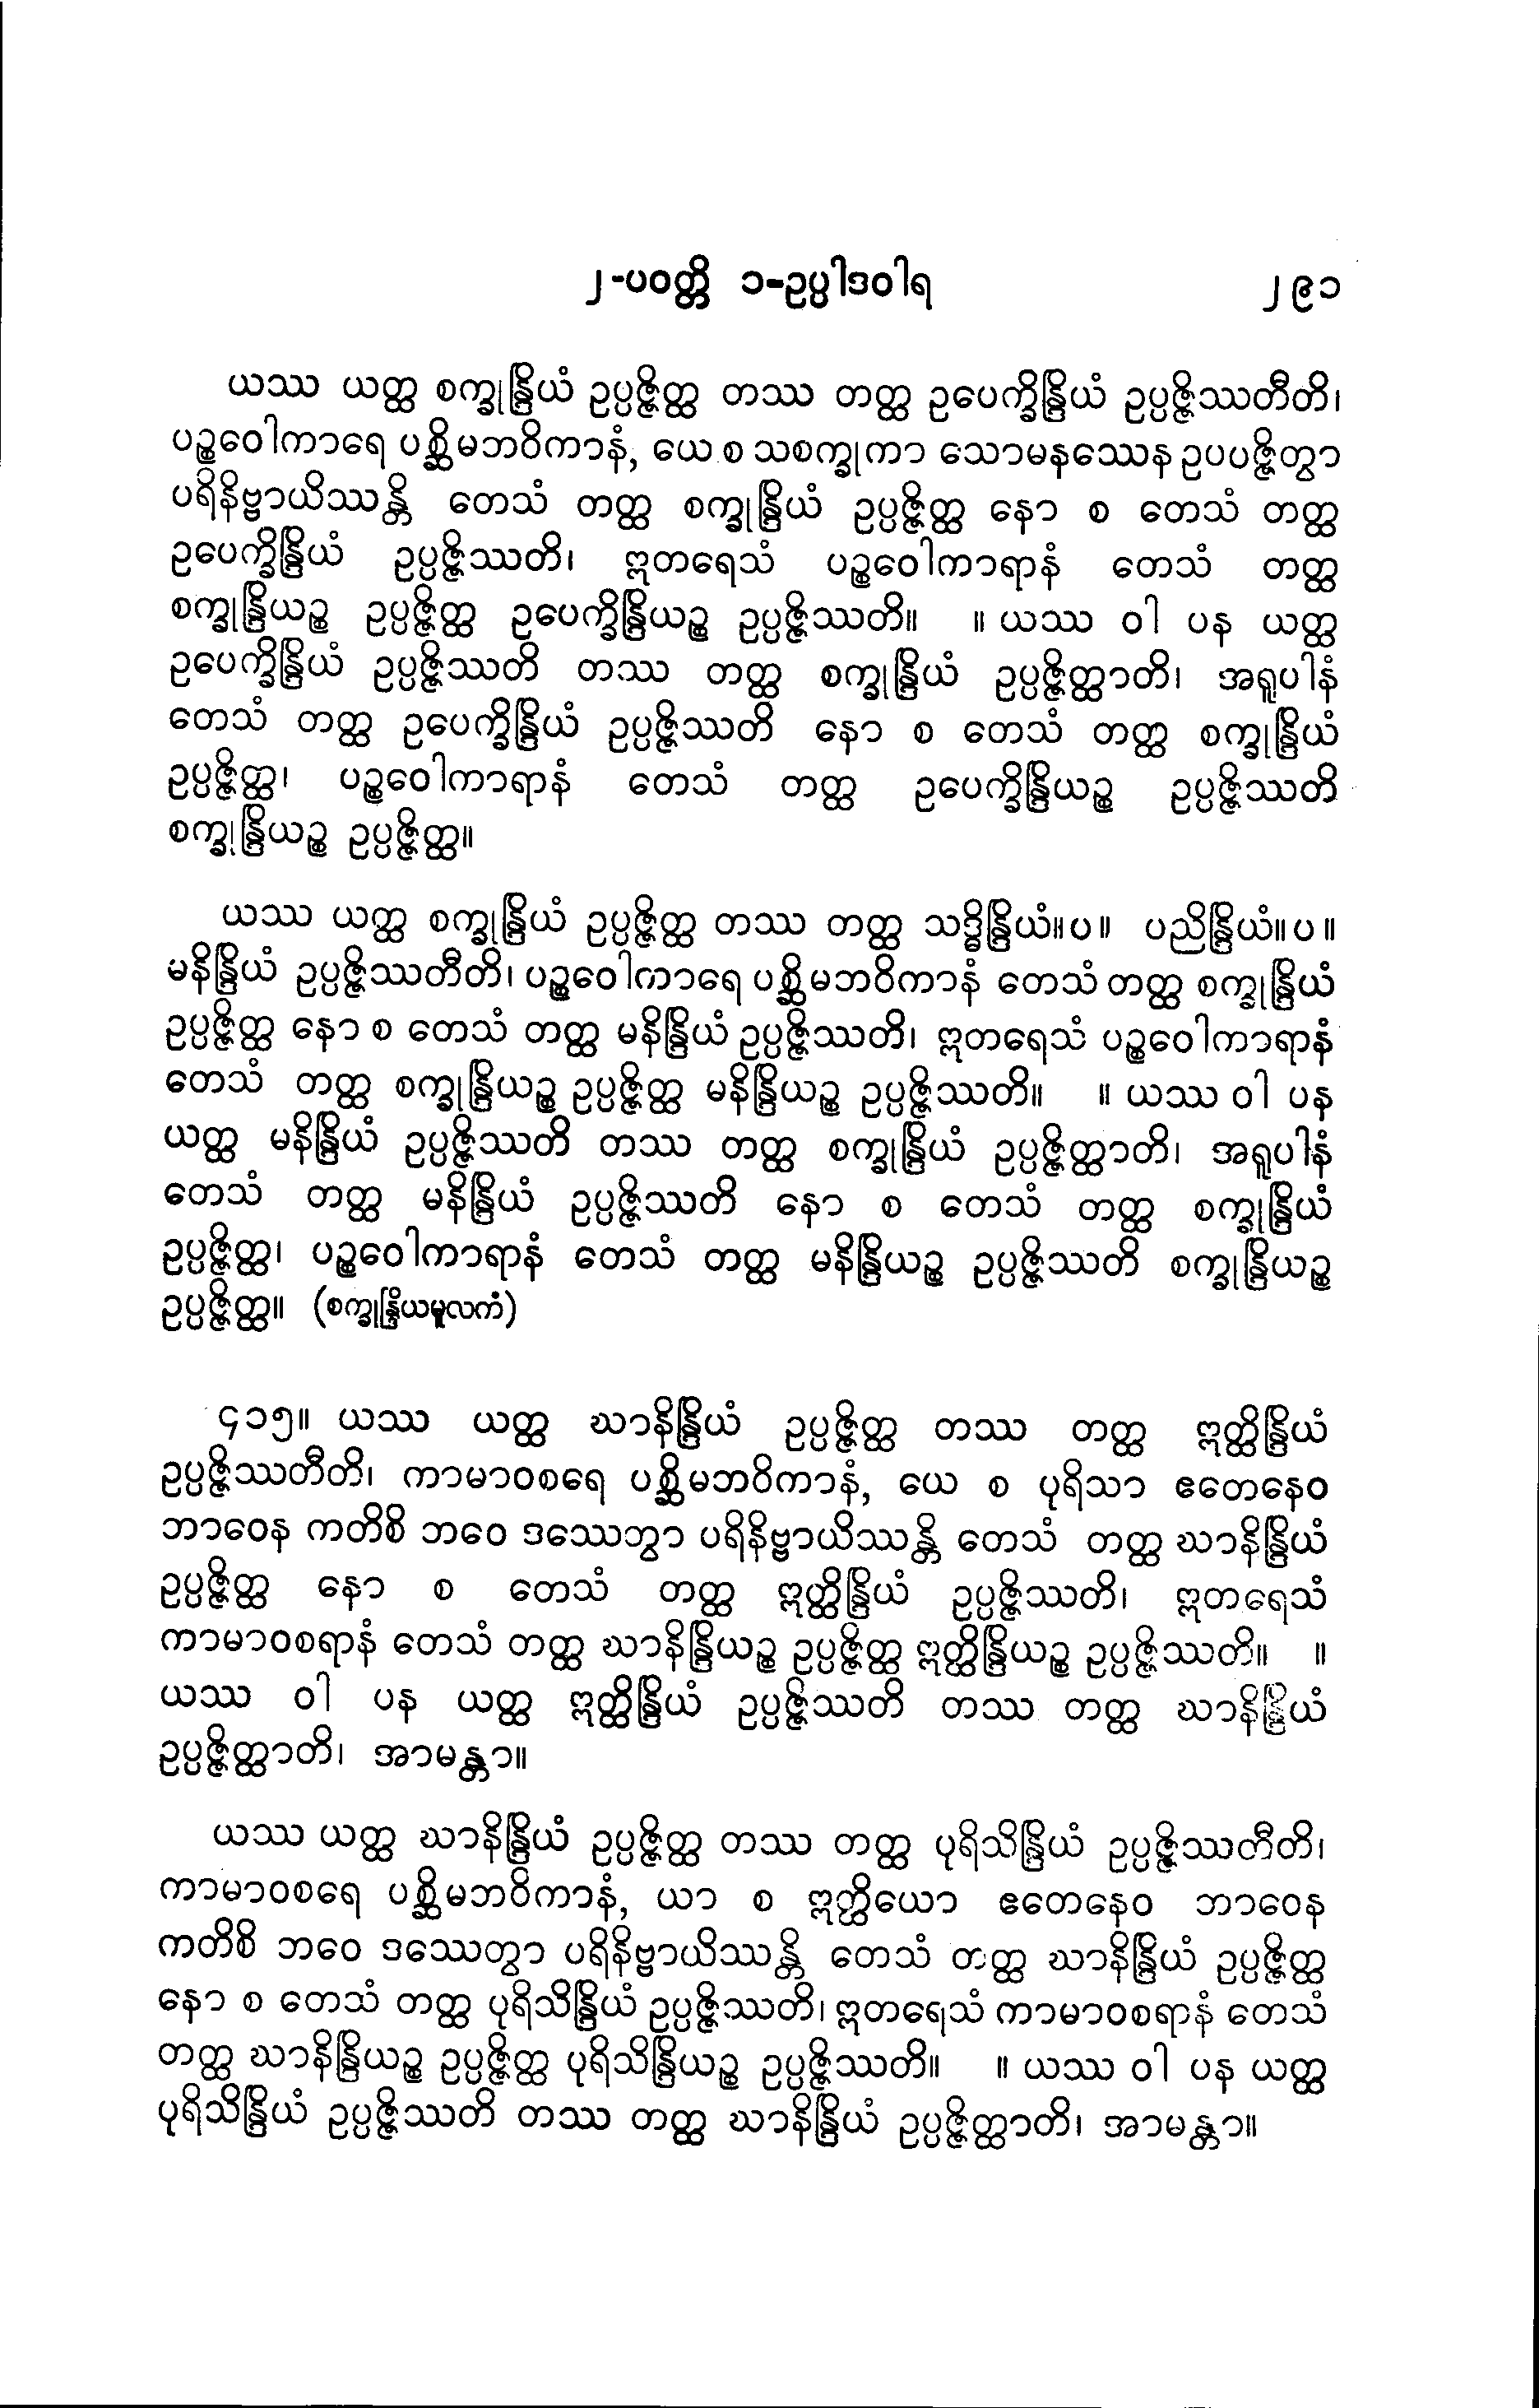 ၂-ပဝတ္တိ ၁-ဥပ္ပါဒဝါရ ၂၉၁
ယဿ ယတ္ထ စက္ခုန္ဒြိယံ ဥပ္ပဇ္ဇိတ္ထ တဿ တတ္ထ ဥပေက္ခိန္ဒြိယံ ဥပ္ပဇ္ဇိဿတီတိ၊
ပဉ္စဝေါကာရေ ပစ္ဆိမဘဝိကာနံ, ယေ စ သစက္ခုကာ သောမနဿေန ဥပပဇ္ဇိတွာ
ပရိနိဗ္ဗာယိဿန္တိ တေသံ တတ္ထ စက္ခုန္ဒြိယံ ဥပ္ပဇ္ဇိတ္ထ နော စ တေသံ တတ္ထ
ဥပေက္ခိန္ဒြိယံ ဥပ္ပဇ္ဇိဿတိ၊ ဣတရေသံ ပဉ္စဝေါကာရာနံ တေသံ တတ္ထ
စက္ခုန္ဒြိယဉ္စ ဥပ္ပဇ္ဇိတ္ထ ဥပေက္ခိန္ဒြိယဉ္စ ဥပ္ပဇ္ဇိဿတိ။ ။ ယဿ ဝါ ပန ယတ္ထ
ဥပေက္ခိန္ဒြိယံ ဥပ္ပဇ္ဇိဿတိ တဿ တတ္ထ စက္ခုန္ဒြိယံ ဥပ္ပဇ္ဇိတ္ထာတိ၊ အရူပါနံ
တေသံ တတ္ထ ဥပေက္ခိန္ဒြိယံ ဥပ္ပဇ္ဇိဿတိ နော စ တေသံ တတ္ထ စက္ခုန္ဒြိယံ
ဥပ္ပဇ္ဇိတ္ထ၊ ပဉ္စဝေါကာရာနံ တေသံ တတ္ထ ဥပေက္ခိန္ဒြိယဉ္စ ဥပ္ပဇ္ဇိဿတိ
စက္ခုန္ဒြိယဉ္စ ဥပ္ပဇ္ဇိတ္ထ။
ယဿ ယတ္ထ စက္ခုန္ဒြိယံ ဥပ္ပဇ္ဇိတ္ထ တဿ တတ္ထ သဒ္ဓိန္ဒြိယံ။ပ။ ပညိန္ဒြိယံ။ပ။
မနိန္ဒြိယံ ဥပ္ပဇ္ဇိဿတီတိ၊ ပဉ္စဝေါကာရေ ပစ္ဆိမဘဝိကာနံ တေသံ တတ္ထ စက္ခုန္ဒြိယံ
ဥပ္ပဇ္ဇိတ္ထ နော စ တေသံ တတ္ထ မနိန္ဒြိယံ ဥပ္ပဇ္ဇိဿတိ၊ ဣတရေသံ ပဉ္စဝေါကာရာနံ
တေသံ တတ္ထ စက္ခုန္ဒြိယဉ္စ ဥပ္ပဇ္ဇိတ္ထ မနိန္ဒြိယဉ္စ ဥပ္ပဇ္ဇိဿတိ။ ။ ယဿ ဝါ ပန
ယတ္ထ မနိန္ဒြိယံ ဥပ္ပဇ္ဇိဿတိ တဿ တတ္ထ စက္ခုန္ဒြိယံ ဥပ္ပဇ္ဇိတ္ထာတိ၊ အရူပါနံ
တေသံ တတ္ထ မနိန္ဒြိယံ ဥပ္ပဇ္ဇိဿတိ နော စ တေသံ တတ္ထ စက္ခုန္ဒြိယံ
ဥပ္ပဇ္ဇိတ္ထ၊ ပဉ္စဝေါကာရာနံ တေသံ တတ္ထ မနိန္ဒြိယဉ္စ ဥပ္ပဇ္ဇိဿတိ စက္ခုန္ဒြိယဉ္စ
ဥပ္ပဇ္ဇိတ္ထ။ (စက္ခုန္ဒြိယမူလကံ)
၄၁၅။ ယဿ ယတ္ထ ဃာနိန္ဒြိယံ ဥပ္ပဇ္ဇိတ္ထ တဿ တတ္ထ ဣတ္ထိန္ဒြိယံ
ဥပ္ပဇ္ဇိဿတီတိ၊ ကာမာဝစရေ ပစ္ဆိမဘဝိကာနံ, ယေ စ ပုရိသာ ဧတေနေဝ
ဘာဝေန ကတိစိ ဘဝေ ဒဿေတွာ ပရိနိဗ္ဗာယိဿန္တိ တေသံ တတ္ထ ဃာနိန္ဒြိယံ
ဥပ္ပဇ္ဇိတ္ထ နော စ တေသံ တတ္ထ ဣတ္ထိန္ဒြိယံ ဥပ္ပဇ္ဇိဿတိ၊ ဣတရေသံ
ကာမာဝစရာနံ တေသံ တတ္ထ ဃာနိန္ဒြိယဉ္စ ဥပ္ပဇ္ဇိတ္ထ ဣတ္ထိန္ဒြိယဉ္စ ဥပ္ပဇ္ဇိဿတိ။ ။
ယဿ ဝါ ပန ယတ္ထ ဣတ္ထိန္ဒြိယံ ဥပ္ပဇ္ဇိဿတိ တဿ တတ္ထ ဃာနိန္ဒြိယံ
ဥပ္ပဇ္ဇိတ္ထာတိ၊ အာမန္တာ။
ယဿ ယတ္ထ ဃာနိန္ဒြိယံ ဥပ္ပဇ္ဇိတ္ထ တဿ တတ္ထ ပုရိသိန္ဒြိယံ ဥပ္ပဇ္ဇိဿတီတိ၊
ကာမာဝစရေ ပစ္ဆိမဘဝိကာနံ, ယာ စ ဣတ္ထိယော ဧတေနေဝ ဘာဝေန
ကတိစိ ဘဝေ ဒဿေတွာ ပရိနိဗ္ဗာယိဿန္တိ တေသံ တတ္ထ ဃာနိန္ဒြိယံ ဥပ္ပဇ္ဇိတ္ထ
နော စ တေသံ တတ္ထ ပုရိသိန္ဒြိယံ ဥပ္ပဇ္ဇိဿတိ၊ ဣတရေသံ ကာမာဝစရာနံ တေသံ
တတ္ထ ဃာနိန္ဒြိယဉ္စ ဥပ္ပဇ္ဇိတ္ထ ပုရိသိန္ဒြိယဉ္စ ဥပ္ပဇ္ဇိဿတိ။ ။ ယဿ ဝါ ပန ယတ္ထ
ပုရိသိန္ဒြိယံ ဥပ္ပဇ္ဇိဿတိ တဿ တတ္ထ ဃာနိန္ဒြိယံ ဥပ္ပဇ္ဇိတ္ထာတိ၊ အာမန္တာ။